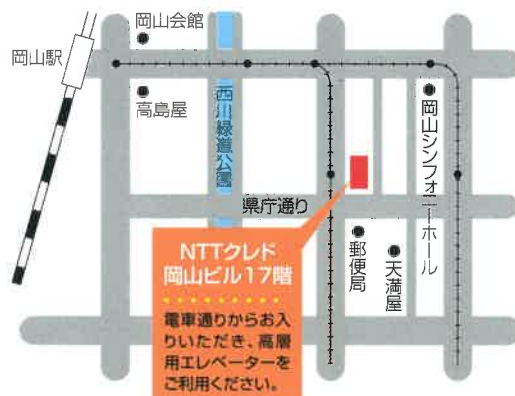 岡山会館
岡山駅
高島屋
西川緑道公園
岡山シンフォニーホール
県庁通り
郵便局
天満屋
NTTクレド
岡山ビル17階
電車通りからお入
りいただき、高層
用エレベーターを
ご利用ください。